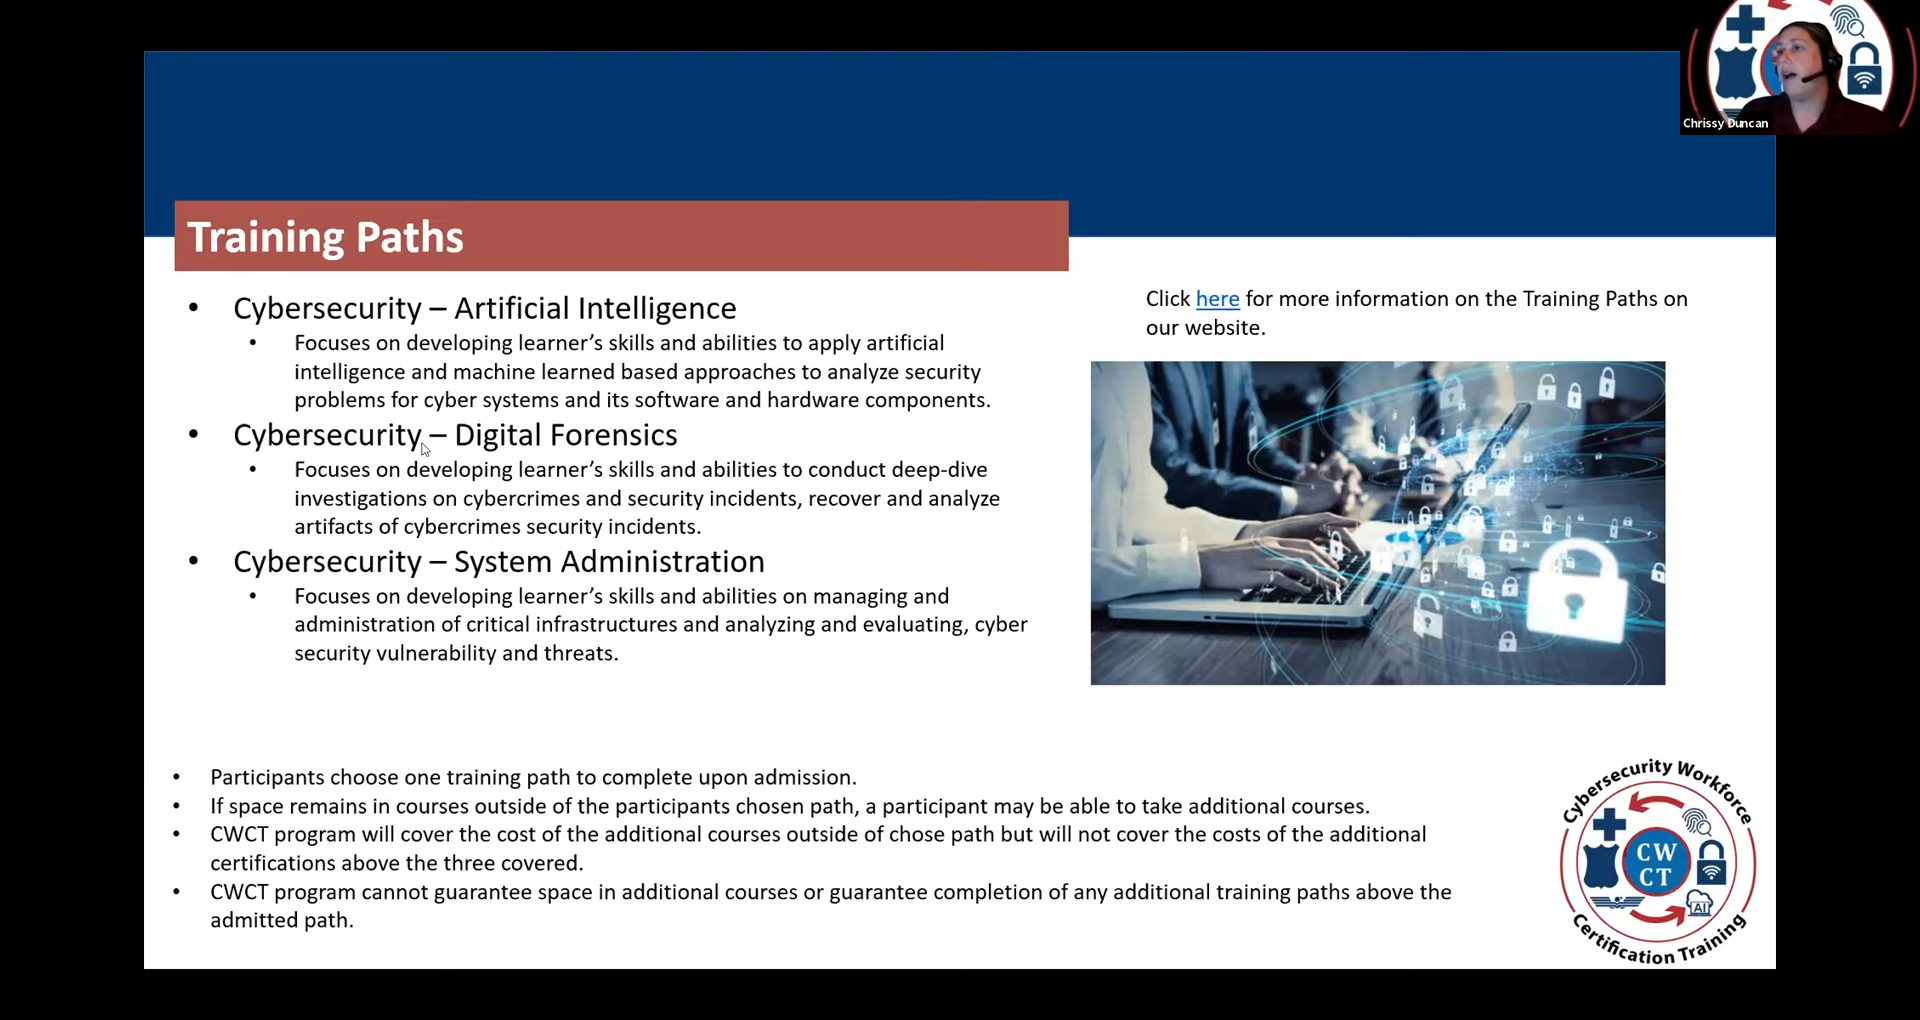 Chrissy Duncan
Training Paths
• Cybersecurity – Artificial Intelligence
• Focuses on developing learner’s skills and abilities to apply artificial
intelligence and machine learned based approaches to analyze security
problems for cyber systems and its software and hardware components.
• Cybersecurity – Digital Forensics
• Focuses on developing learner’s skills and abilities to conduct deep-dive
investigations on cybercrimes and security incidents, recover and analyze
artifacts of cybercrimes security incidents.
• Cybersecurity – System Administration
• Focuses on developing learner’s skills and abilities on managing and
administration of critical infrastructures and analyzing and evaluating, cyber
security vulnerability and threats.
Click here for more information on the Training Paths on
our website.
• Participants choose one training path to complete upon admission.
• If space remains in courses outside of the participants chosen path, a participant may be able to take additional courses.
• CWCT program will cover the cost of the additional courses outside of chose path but will not cover the costs of the additional
certifications above the three covered.
• CWCT program cannot guarantee space in additional courses or guarantee completion of any additional training paths above the
admitted path.
Cybersecurity Workforce
CW
CT
AI
Certification Training